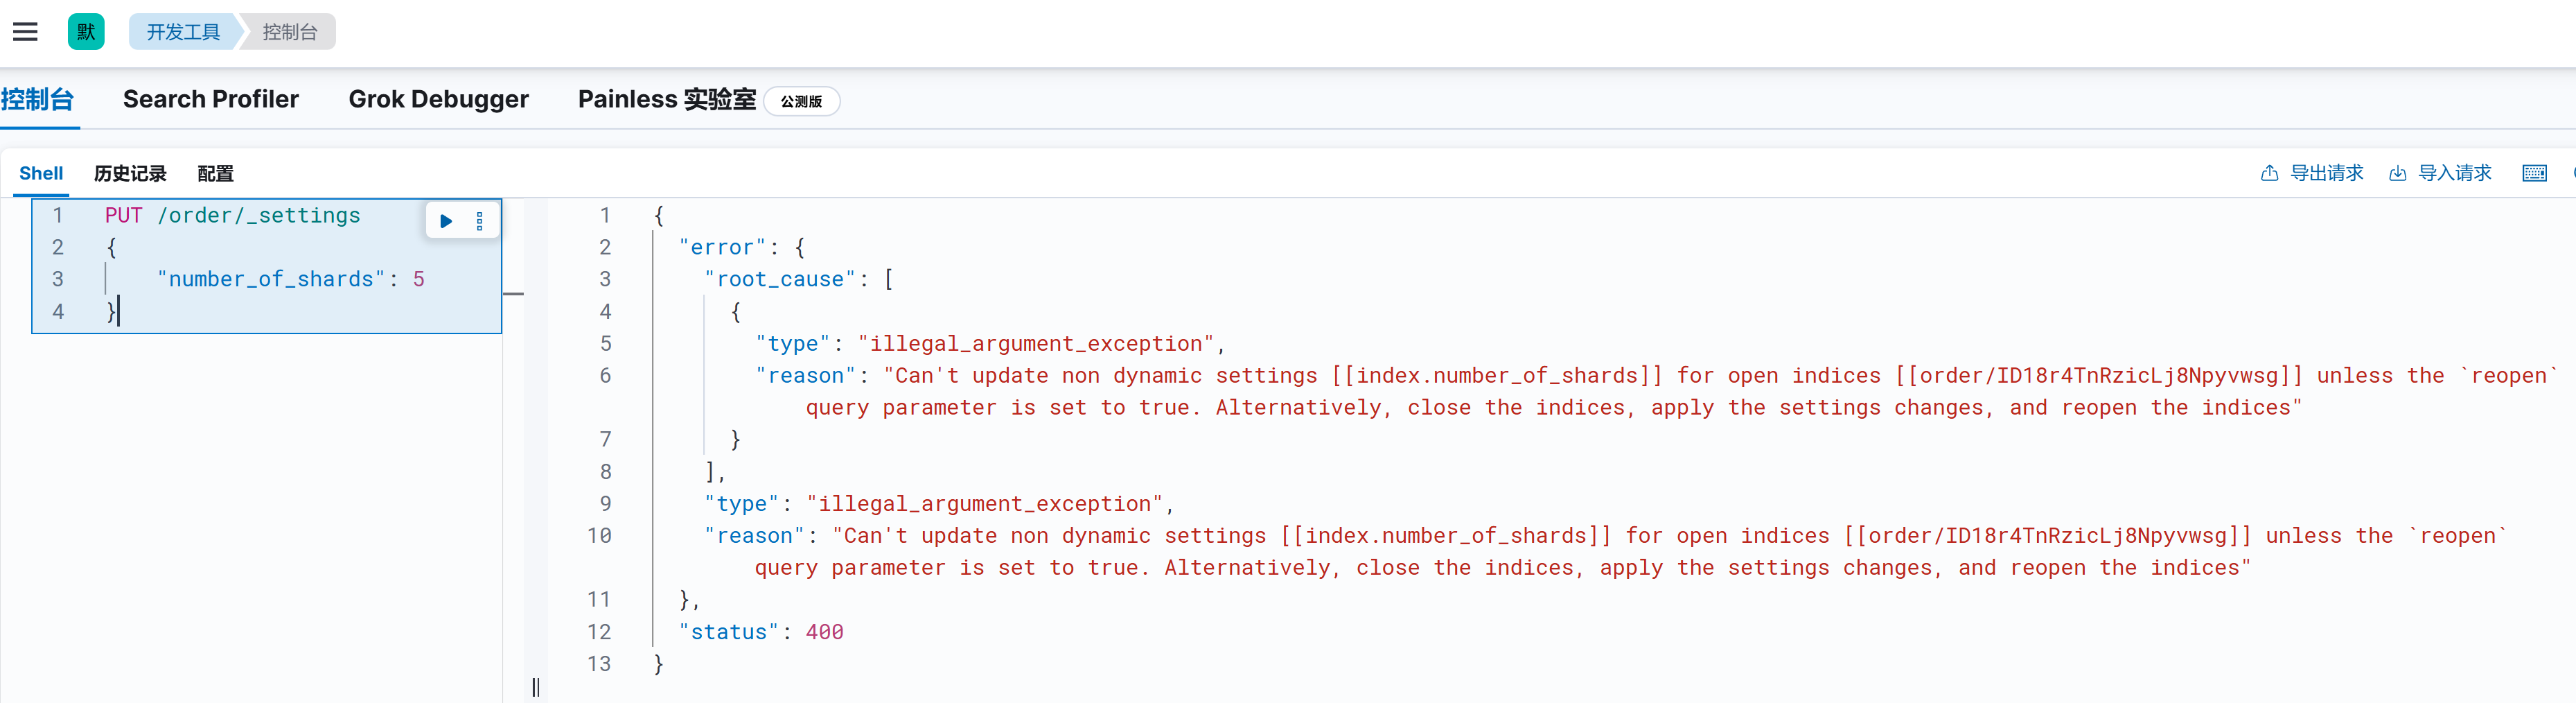 默 开发工具 控制台
控制台 Search Profiler Grok Debugger Painless 实验室 公测版
Shell 历史记录 配置 导出请求 导入请求
1 PUT /order/_settings
2 {
3 "number_of_shards": 5
4 }
1 {
2 "error": {
3 "root_cause": [
4 {
5 "type": "illegal_argument_exception",
6 "reason": "Can't update non dynamic settings [[index.number_of_shards]] for open indices [[order/ID18r4TnRzicLj8Npyvwsg]] unless the `reopen`
query parameter is set to true. Alternatively, close the indices, apply the settings changes, and reopen the indices"
7 }
8 ],
9 "type": "illegal_argument_exception",
10 "reason": "Can't update non dynamic settings [[index.number_of_shards]] for open indices [[order/ID18r4TnRzicLj8Npyvwsg]] unless the `reopen`
query parameter is set to true. Alternatively, close the indices, apply the settings changes, and reopen the indices"
11 },
12 "status": 400
13 }